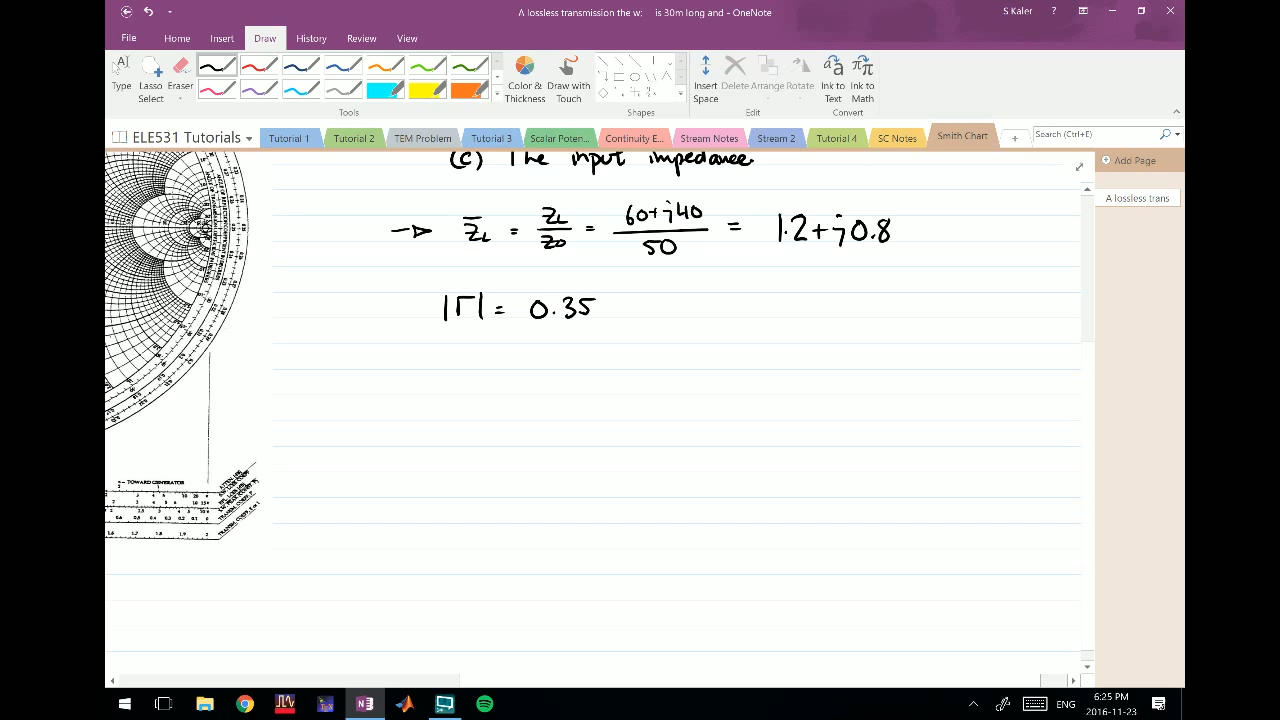 A lossless transmission the w; is 30m long and - OneNote
S Kaler
?
File Home Insert Draw History Review View
Type
Lasso Select
Eraser
Color & Thickness
Draw with Touch
Insert Space
Delete
Arrange
Rotate
Ink to Text
Ink to Math
Tools
Shapes
Edit
Convert
ELE531 Tutorials
Tutorial 1
Tutorial 2
TEM Problem
Tutorial 3
Scalar Poten...
Continuity E...
Stream Notes
Stream 2
Tutorial 4
SC Notes
Smith Chart
Search (Ctrl+E)
Add Page
A lossless trans
(c) The input impedance
z̄L = ZL/Z0 = 60+j40/50 = 1.2+j0.8
|Γ| = 0.35
TOWARD GENERATOR
ENG
6:25 PM
2016-11-23